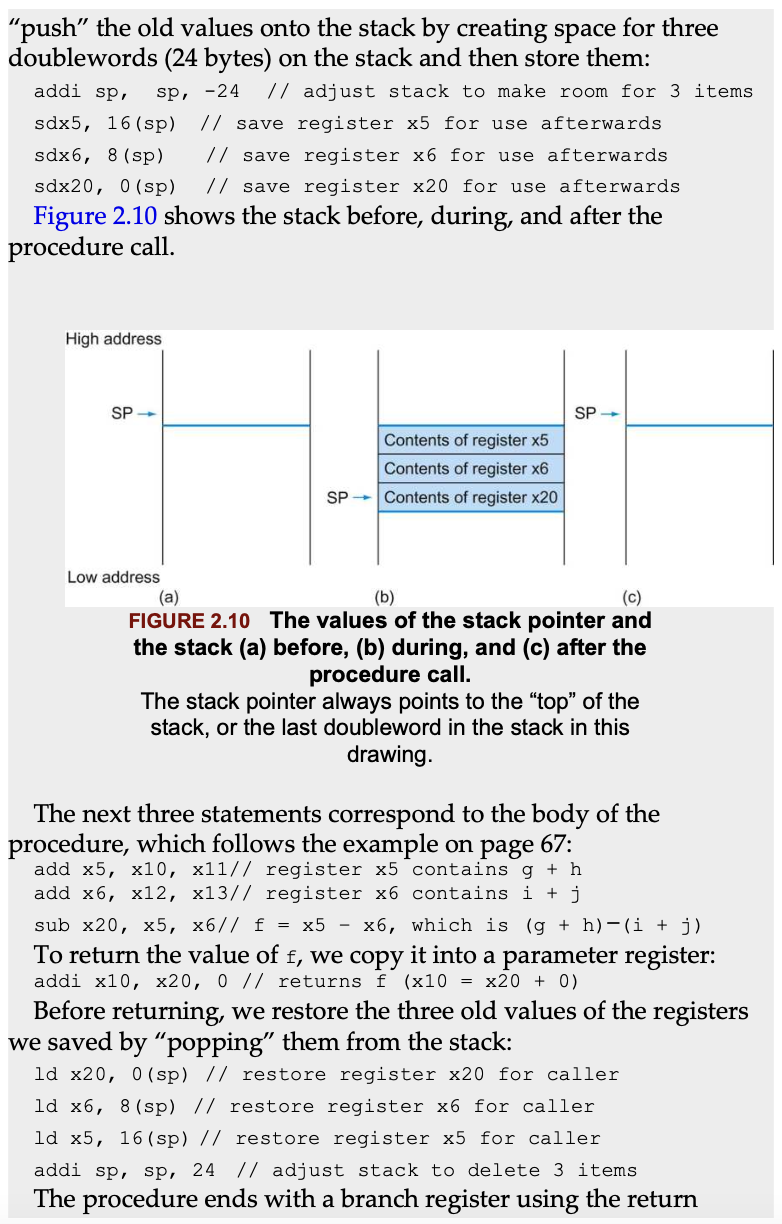 “push” the old values onto the stack by creating space for three
doublewords (24 bytes) on the stack and then store them:
addi sp,  sp, -24  // adjust stack to make room for 3 items
sdx5, 16(sp)  // save register x5 for use afterwards
sdx6, 8(sp)   // save register x6 for use afterwards
sdx20, 0(sp)  // save register x20 for use afterwards
Figure 2.10 shows the stack before, during, and after the
procedure call.
High address
SP
SP
Contents of register x5
Contents of register x6
SP
Contents of register x20
Low address
(a)
(b)
(c)
FIGURE 2.10 The values of the stack pointer and
the stack (a) before, (b) during, and (c) after the
procedure call.
The stack pointer always points to the “top” of the
stack, or the last doubleword in the stack in this
drawing.
The next three statements correspond to the body of the
procedure, which follows the example on page 67:
add x5, x10, x11// register x5 contains g + h
add x6, x12, x13// register x6 contains i + j
sub x20, x5, x6// f = x5 - x6, which is (g + h)−(i + j)
To return the value of f, we copy it into a parameter register:
addi x10, x20, 0 // returns f (x10 = x20 + 0)
Before returning, we restore the three old values of the registers
we saved by “popping” them from the stack:
ld x20, 0(sp) // restore register x20 for caller
ld x6, 8(sp) // restore register x6 for caller
ld x5, 16(sp) // restore register x5 for caller
addi sp, sp, 24  // adjust stack to delete 3 items
The procedure ends with a branch register using the return